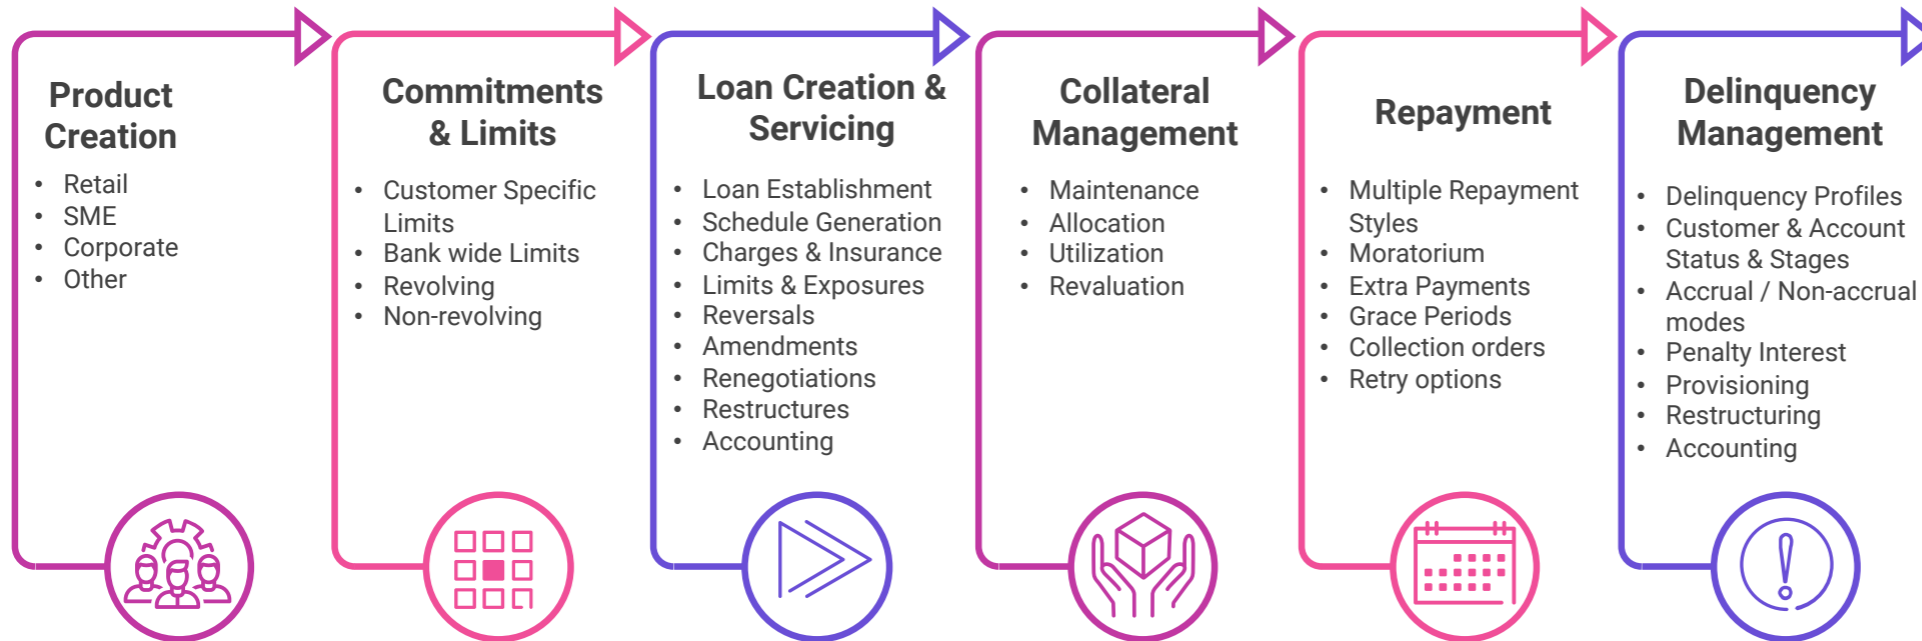 Product
Creation
• Retail
• SME
• Corporate
• Other
Commitments
& Limits
• Customer Specific
Limits
• Bank wide Limits
• Revolving
• Non-revolving
Loan Creation &
Servicing
• Loan Establishment
• Schedule Generation
• Charges & Insurance
• Limits & Exposures
• Reversals
• Amendments
• Renegotiations
• Restructures
• Accounting
Collateral
Management
• Maintenance
• Allocation
• Utilization
• Revaluation
Repayment
• Multiple Repayment
Styles
• Moratorium
• Extra Payments
• Grace Periods
• Collection orders
• Retry options
Delinquency
Management
• Delinquency Profiles
• Customer & Account
Status & Stages
• Accrual / Non-accrual
modes
• Penalty Interest
• Provisioning
• Restructuring
• Accounting